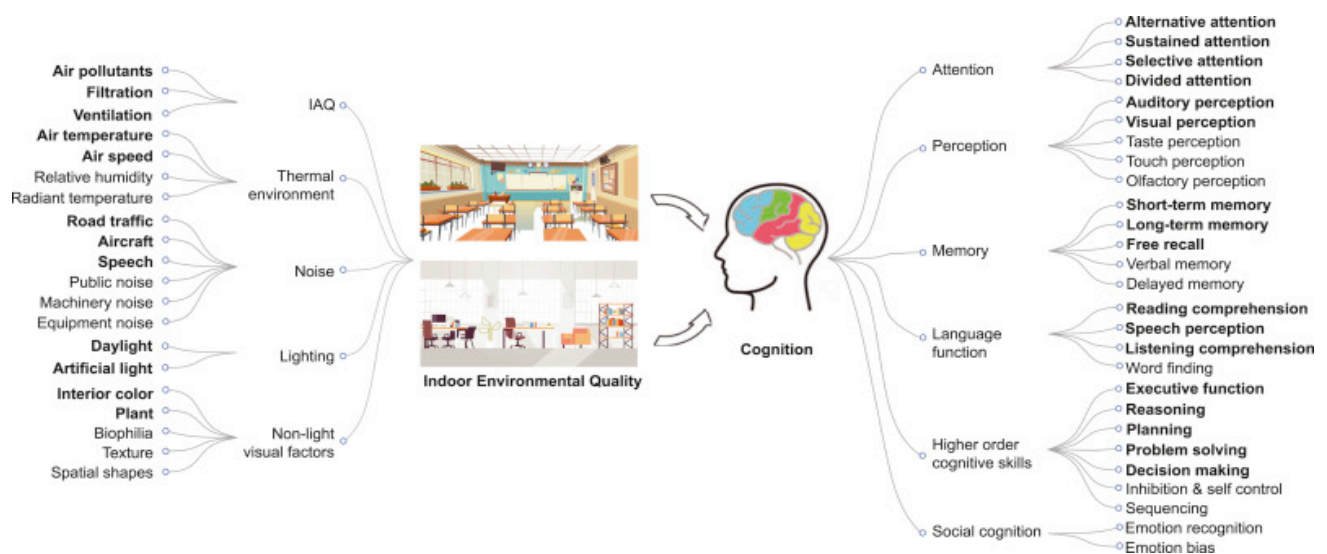 Air pollutants
Filtration
Ventilation
IAQ
Air temperature
Air speed
Relative humidity
Radiant temperature
Thermal
environment
Road traffic
Aircraft
Speech
Public noise
Machinery noise
Equipment noise
Noise
Daylight
Artificial light
Lighting
Interior color
Plant
Biophilia
Texture
Spatial shapes
Non-light
visual factors
Indoor Environmental Quality
Cognition
Attention
Alternative attention
Sustained attention
Selective attention
Divided attention
Perception
Auditory perception
Visual perception
Taste perception
Touch perception
Olfactory perception
Memory
Short-term memory
Long-term memory
Free recall
Verbal memory
Delayed memory
Language
function
Reading comprehension
Speech perception
Listening comprehension
Word finding
Higher order
cognitive skills
Executive function
Reasoning
Planning
Problem solving
Decision making
Inhibition & self control
Sequencing
Social cognition
Emotion recognition
Emotion bias